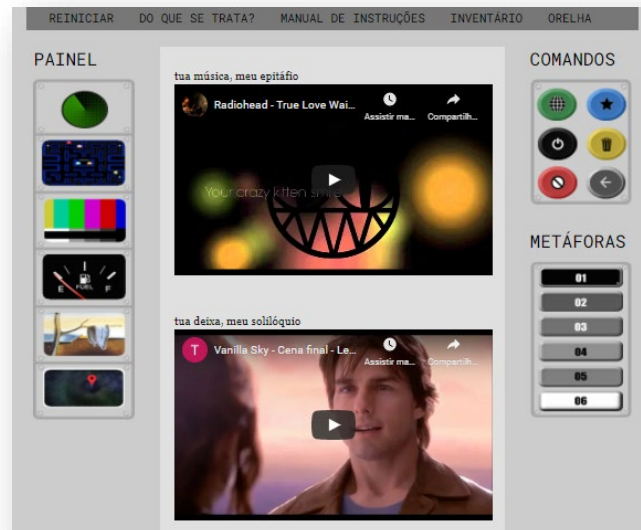 REINICIAR DO QUE SE TRATA? MANUAL DE INSTRUÇÕES INVENTÁRIO ORELHA
PAINEL
E FUEL F
tua música, meu epitáfio
Radiohead - True Love Wai...
Assistir ma...
Compartilh...
Your crazy kitten smile
tua deixa, meu solilóquio
T Vanilla Sky - Cena final - Le...
Assistir ma...
Compartilh...
COMANDOS
METÁFORAS
01
02
03
04
05
06